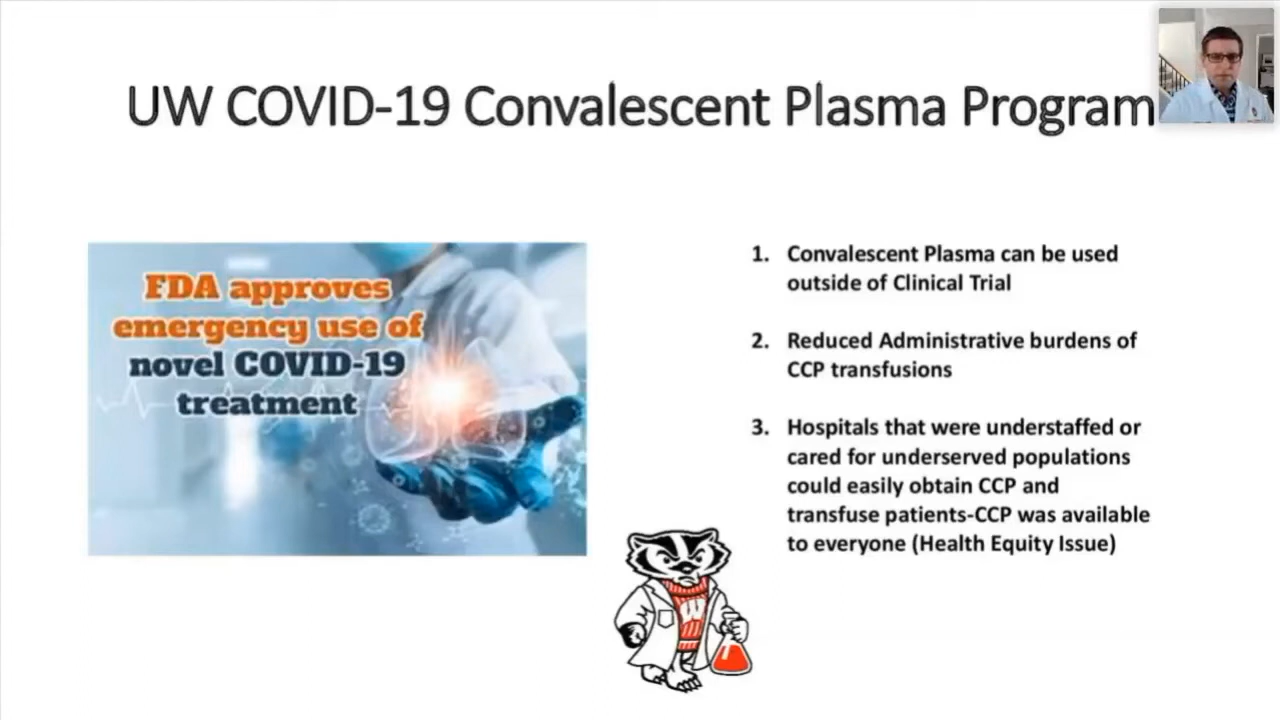 UW COVID-19 Convalescent Plasma Program
FDA approves
emergency use of
novel COVID-19
treatment
1. Convalescent Plasma can be used
outside of Clinical Trial
2. Reduced Administrative burdens of
CCP transfusions
3. Hospitals that were understaffed or
cared for underserved populations
could easily obtain CCP and
transfuse patients-CCP was available
to everyone (Health Equity Issue)
W